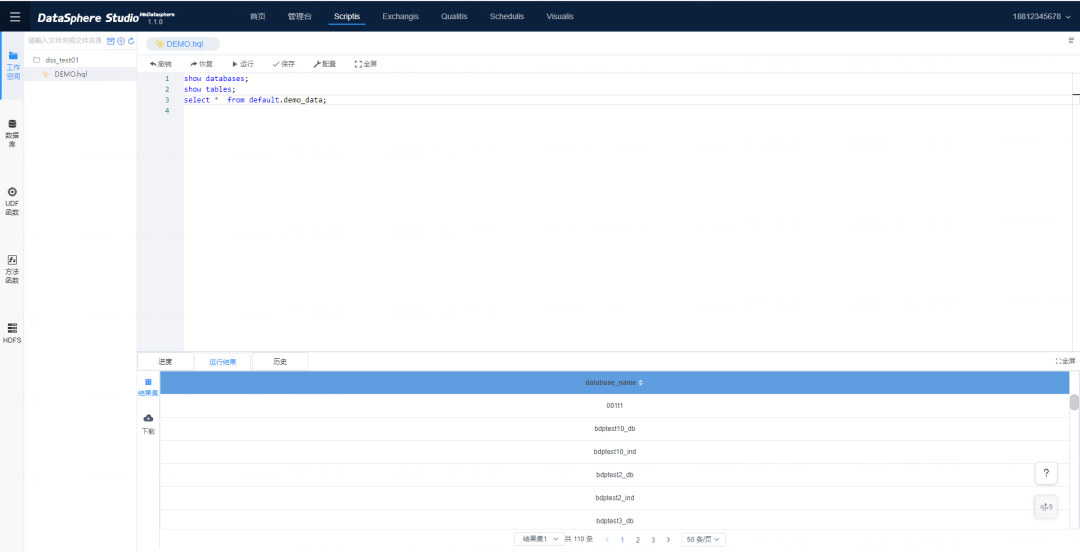 DataSphere Studio WeDatasphere 1.1.0 首页 管理台 Scriptis Exchangis Qualitis Schedulis Visualis 18812345678
请输入文件夹或文件名搜
DEMO.hql
dss_test01
DEMO.hql
工作
空间
数据
库
UDF
函数
方法
函数
HDFS
撤销 恢复 运行 保存 配置 全屏
1 show databases;
2 show tables;
3 select * from default.demo_data;
4
进度 运行结果 历史 全屏
结果集
下载
database_name
001t1
bdptest10_db
bdptest10_ind
bdptest2_db
bdptest2_ind
bdptest3_db
?
结果集1 共 110 条 1 2 3 50 条/页